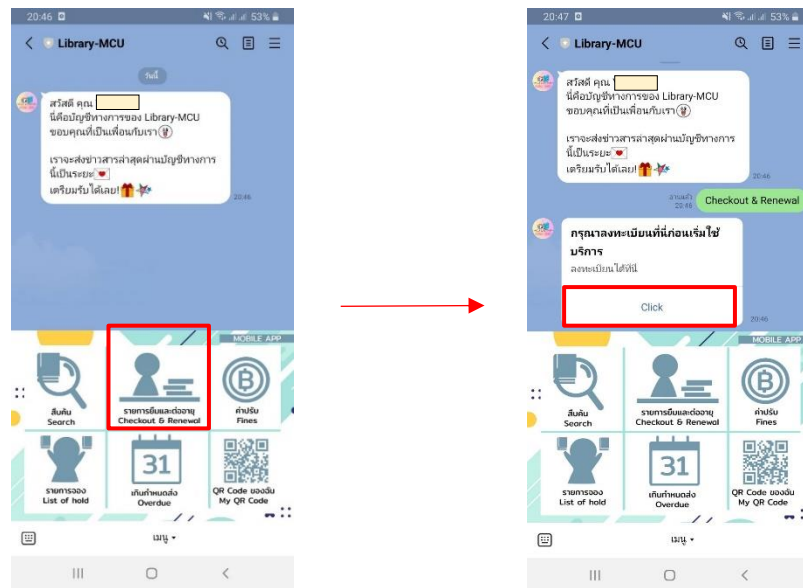 20:46
53%
Library-MCU
วันนี้
สวัสดี คุณ
นี่คือบัญชีทางการของ Library-MCU
ขอบคุณที่เป็นเพื่อนกับเรา
เราจะส่งข่าวสารล่าสุดผ่านบัญชีทางการ
นี้เป็นระยะ
เตรียมรับได้เลย!
20:46
MOBILE APP
สืบค้น
Search
รายการยืมและต่ออายุ
Checkout & Renewal
ค่าปรับ
Fines
รายการจอง
List of hold
31
เกินกำหนดส่ง
Overdue
QR Code ของฉัน
My QR Code
เมนู
20:47
53%
Library-MCU
สวัสดี คุณ
นี่คือบัญชีทางการของ Library-MCU
ขอบคุณที่เป็นเพื่อนกับเรา
เราจะส่งข่าวสารล่าสุดผ่านบัญชีทางการ
นี้เป็นระยะ
เตรียมรับได้เลย!
20:46
อ่านแล้ว
20:46
Checkout & Renewal
กรุณาลงทะเบียนที่นี่ก่อนเริ่มใช้
บริการ
ลงทะเบียนได้ที่นี่
Click
20:46
MOBILE APP
สืบค้น
Search
รายการยืมและต่ออายุ
Checkout & Renewal
ค่าปรับ
Fines
รายการจอง
List of hold
31
เกินกำหนดส่ง
Overdue
QR Code ของฉัน
My QR Code
เมนู